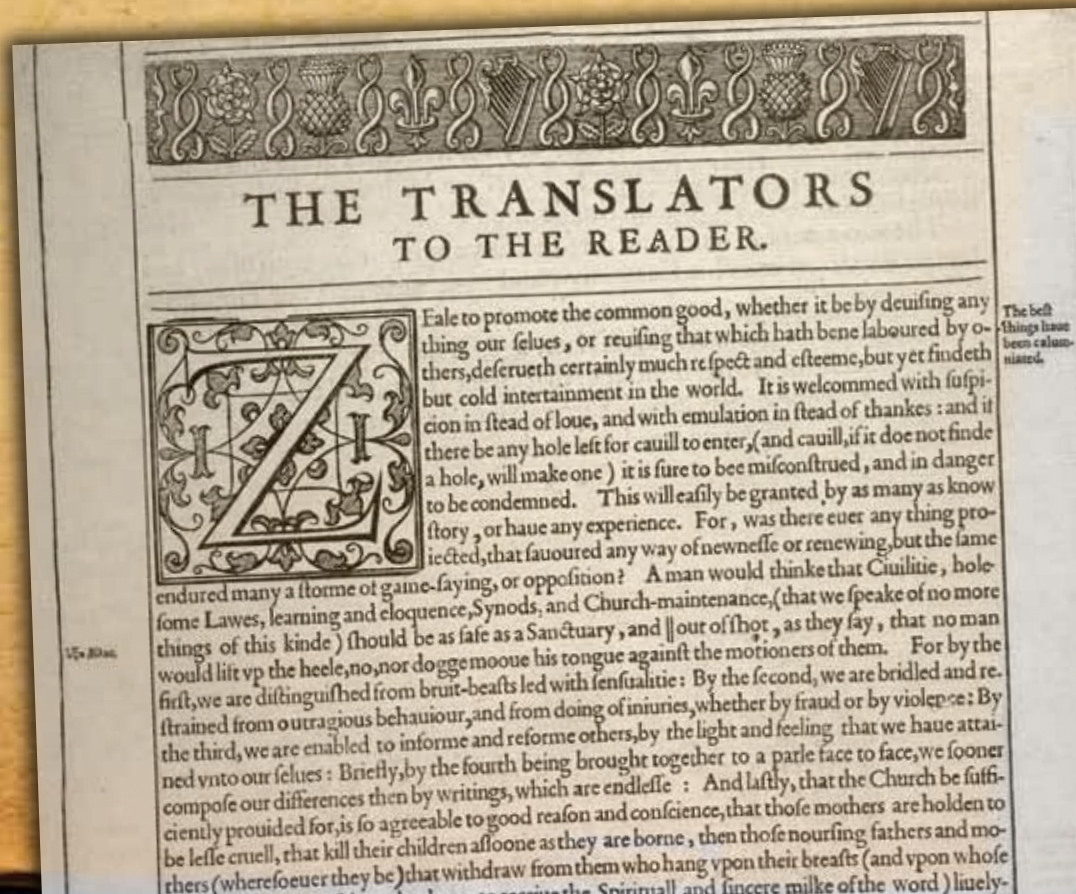 THE TRANSLATORS
TO THE READER.
ZEale to promote the common good, whether it be by deuiſing any
thing our ſelues, or reuiſing that which hath bene laboured by o-
thers,deſerueth certainly much reſpect and eſteeme,but yet findeth
but cold intertainment in the world. It is welcommed with ſuſpi-
cion in ſtead of loue, and with emulation in ſtead of thankes : and if
there be any hole left for cauill to enter,(and cauill,if it doe not finde
a hole, will make one ) it is ſure to bee miſconſtrued, and in danger
to be condemned. This will eaſily be granted by as many as know
ſtory, or haue any experience. For, was there euer any thing pro-
iected,that ſauoured any way of newneſſe or renewing,but the ſame
endured many a ſtorme of gaine-ſaying, or oppoſition? A man would thinke that Ciuilitie, hole-
ſome Lawes, learning and eloquence,Synods, and Church-maintenance,(that we ſpeake of no more
things of this kinde ) ſhould be as ſafe as a Sanctuary, and ||out of ſhot, as they ſay, that no man
would lift vp the heele,no,nor dogge mooue his tongue againſt the motioners of them. For by the
firſt,we are diſtinguiſhed from bruit-beaſts led with ſenſualitie: By the ſecond, we are bridled and re-
ſtrained from outragious behauiour,and from doing of iniuries,whether by fraud or by violence: By
the third, we are enabled to informe and reforme others,by the light and feeling that we haue attai-
ned vnto our ſelues : Briefly,by the fourth being brought together to a parle face to face,we ſooner
compoſe our differences then by writings, which are endleſſe : And laſtly, that the Church be ſuffi-
ciently prouided for,is ſo agreeable to good reaſon and conſcience,that thoſe mothers are holden to
be leſſe cruell, that kill their children aſſoone as they are borne, then thoſe nourſing fathers and mo-
thers (whereſoeuer they be)that withdraw from them who hang vpon their breaſts (and vpon whoſe
the Spirituall and ſincere milke of the word ) liuely-
The beſt
things haue
been calum-
niated.